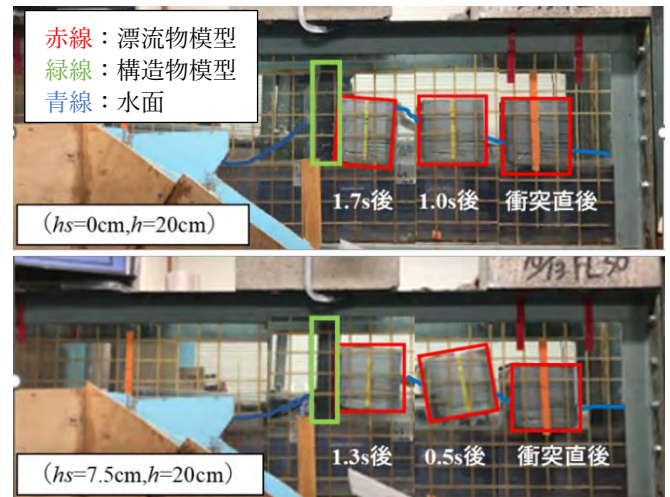 赤線：漂流物模型
緑線：構造物模型
青線：水面
1.7s後 1.0s後 衝突直後
（hs=0cm,h=20cm）
1.3s後 0.5s後 衝突直後
（hs=7.5cm,h=20cm）